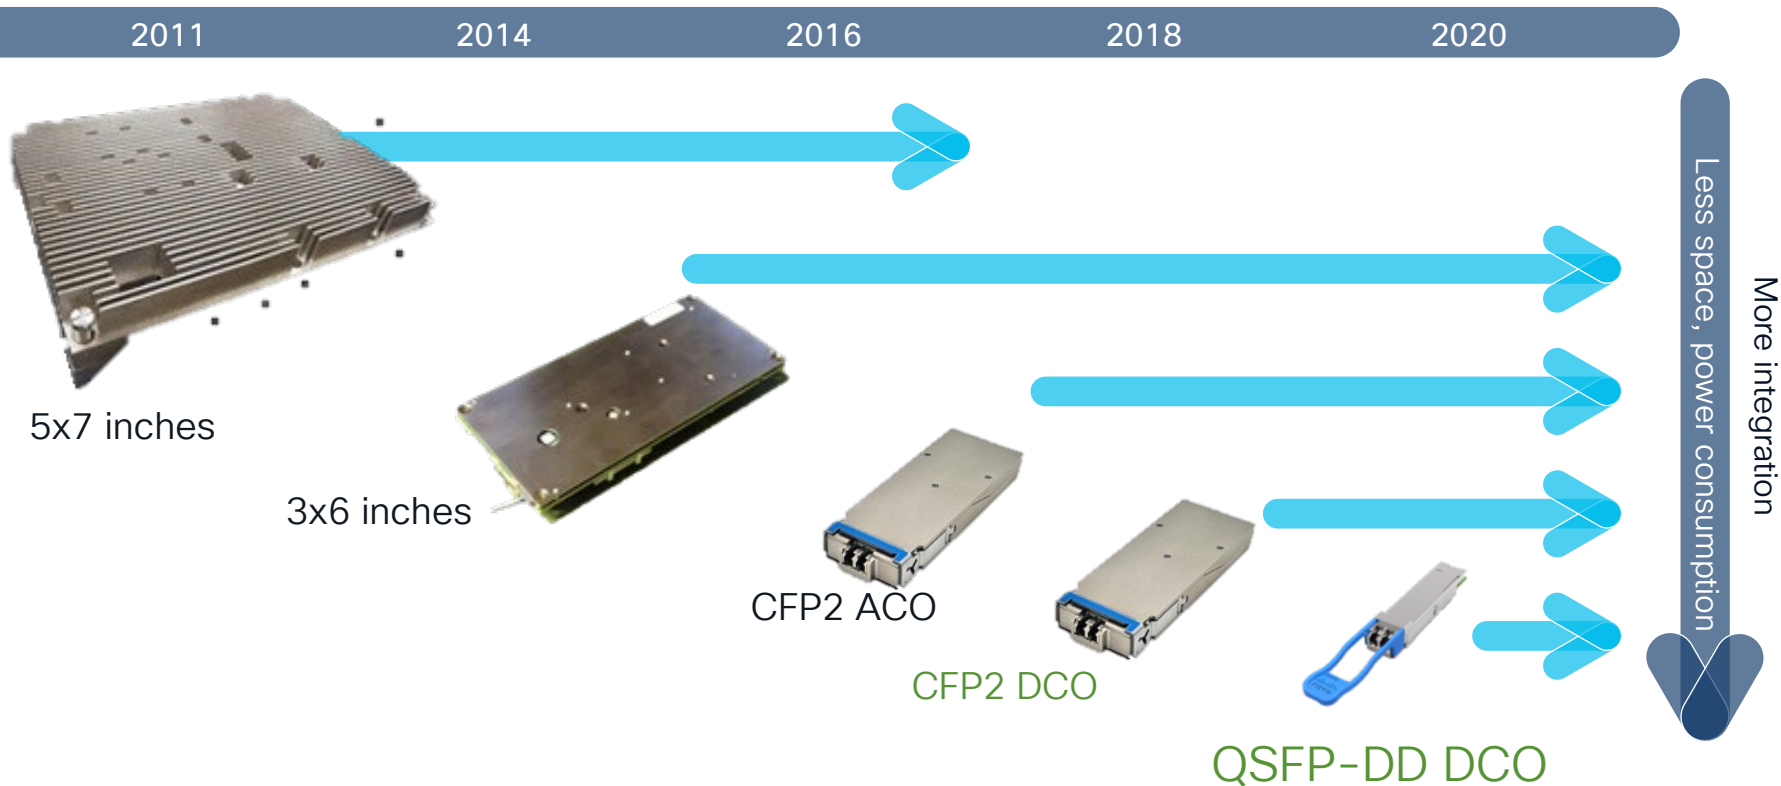 2011
2014
2016
2018
2020
5x7 inches
3x6 inches
CFP2 ACO
CFP2 DCO
QSFP-DD DCO
Less space, power consumption
More integration